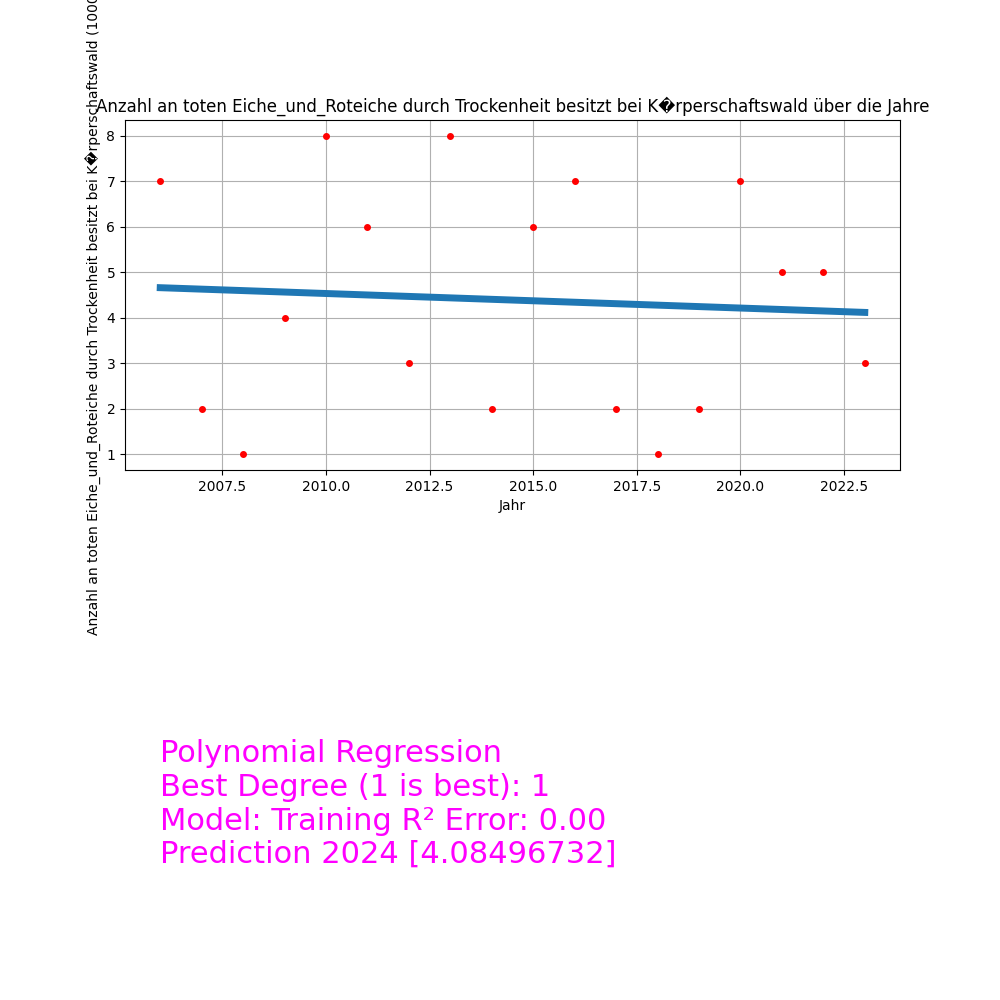 Anzahl an toten Eiche_und_Roteiche durch Trockenheit besitzt bei K�rperschaftswald über die Jahre
Anzahl an toten Eiche_und_Roteiche durch Trockenheit besitzt bei K�rperschaftswald (1000
8
7
6
5
4
3
2
1
2007.5 2010.0 2012.5 2015.0 2017.5 2020.0 2022.5
Jahr
Polynomial Regression
Best Degree (1 is best): 1
Model: Training R² Error: 0.00
Prediction 2024 [4.08496732]